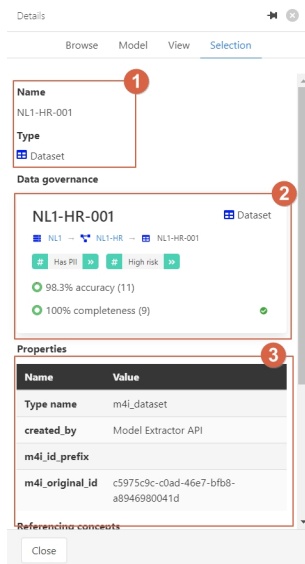 Details
Browse Model View Selection
1
Name
NL1-HR-001
Type
Dataset
Data governance
2
NL1-HR-001 Dataset
NL1 → NL1-HR → NL1-HR-001
# Has PII » # High risk »
98.3% accuracy (11)
100% completeness (9)
Properties
3
Name Value
Type name m4i_dataset
created_by Model Extractor API
m4i_id_prefix
m4i_original_id c5975c9c-c0ad-46e7-bfb8-
a8946980041d
Referencing concepts
Close